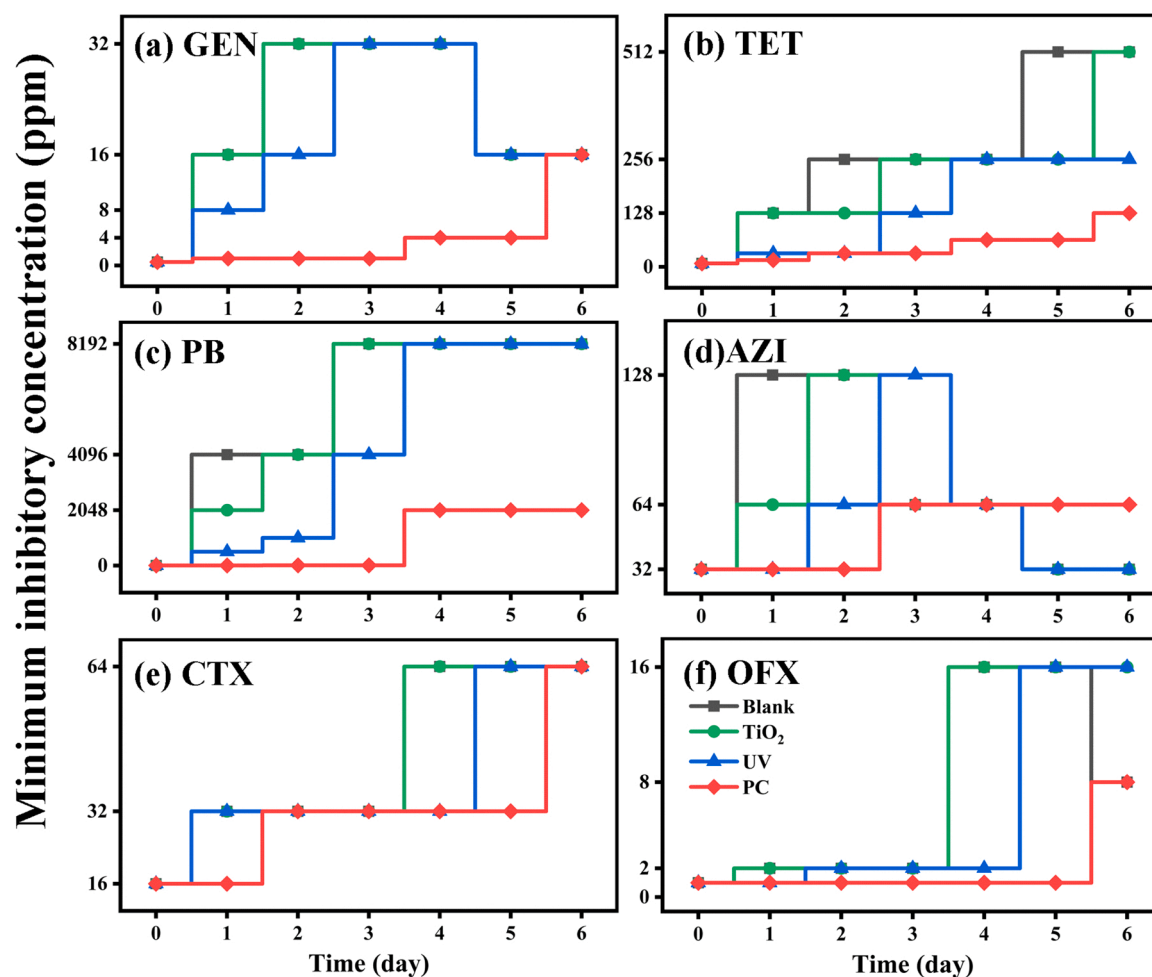 Minimum inhibitory concentration (ppm)
(a) GEN
32
16
8
4
0
0 1 2 3 4 5 6
(b) TET
512
256
128
0
0 1 2 3 4 5 6
(c) PB
8192
4096
2048
0
0 1 2 3 4 5 6
(d)AZI
128
64
32
0 1 2 3 4 5 6
(e) CTX
64
32
16
0 1 2 3 4 5 6
Time (day)
(f) OFX
Blank
TiO₂
UV
PC
16
8
2
0
0 1 2 3 4 5 6
Time (day)